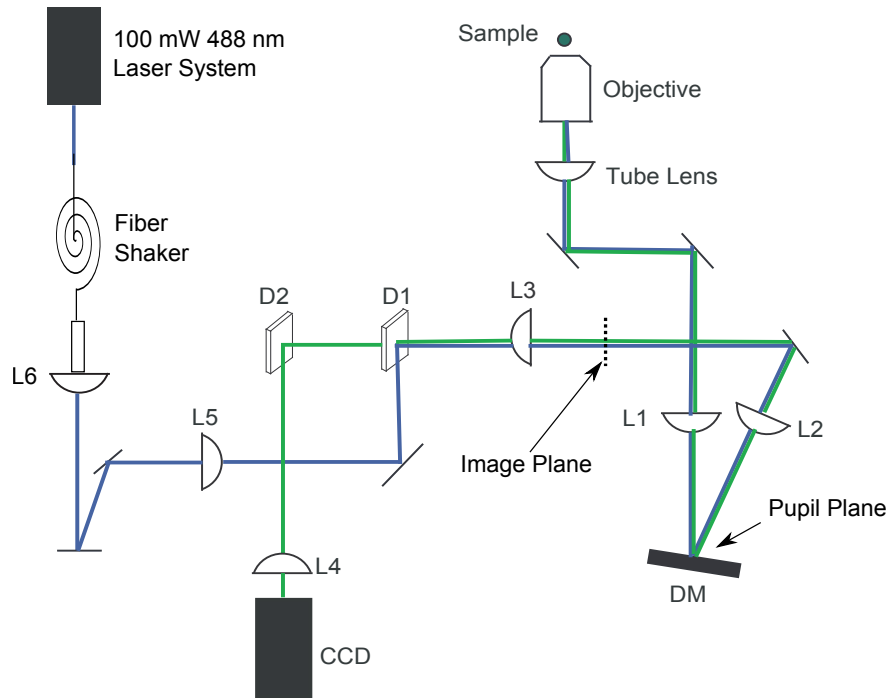 100 mW 488 nm
Laser System
Sample
Objective
Tube Lens
Fiber
Shaker
D2
D1
L3
L6
L5
L1
L2
Image Plane
Pupil Plane
L4
DM
CCD